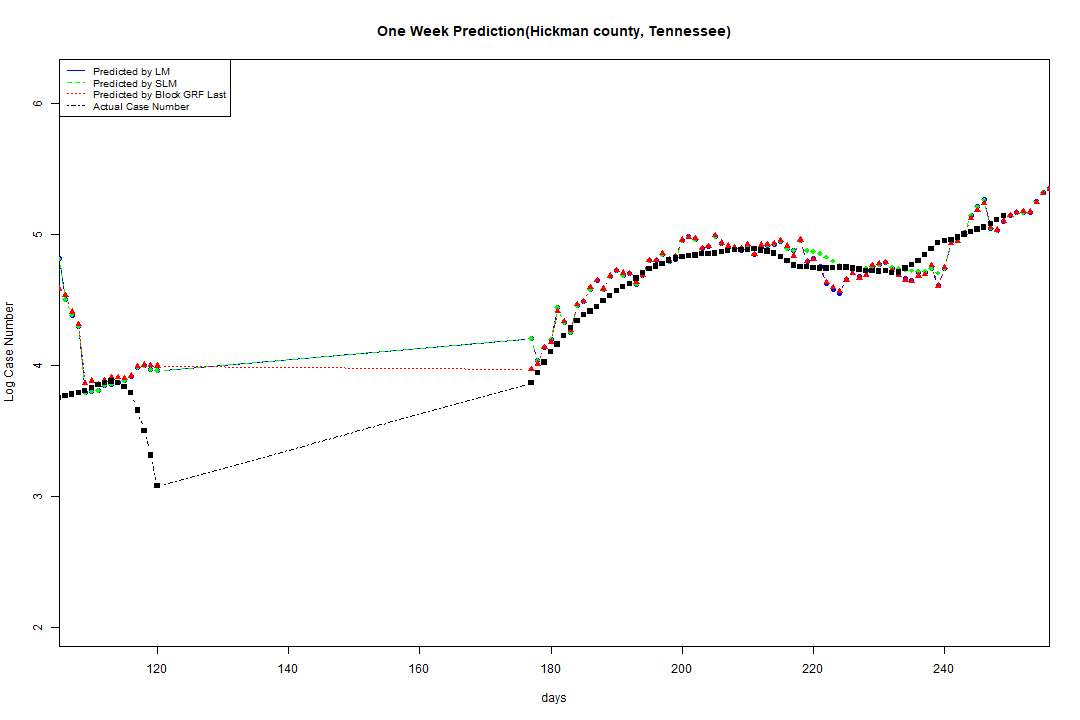 One Week Prediction(Hickman county, Tennessee)
Predicted by LM
Predicted by SLM
Predicted by Block GRF Last
Actual Case Number
Log Case Number
6
5
4
3
2
120 140 160 180 200 220 240
days